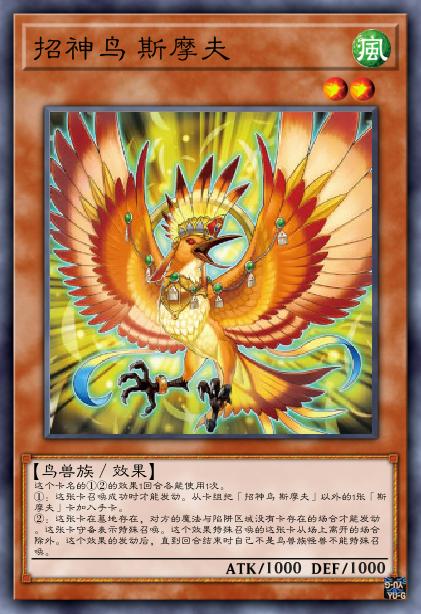 招神鸟 斯摩夫
風
【鸟兽族/效果】
这个卡名的①②的效果1回合各能使用1次。
①:这张卡召唤成功时才能发动。从卡组把「招神鸟 斯摩夫」以外的1张「斯
摩夫」卡加入手卡。
②:这张卡在墓地存在,对方的魔法与陷阱区域没有卡存在的场合才能发动
。这张卡守备表示特殊召唤。这个效果特殊召唤的这张卡从场上离开的场合
除外。这个效果的发动后,直到回合结束时自己不是鸟兽族怪兽不能特殊召
唤。
ATK/1000 DEF/1000
YU-G